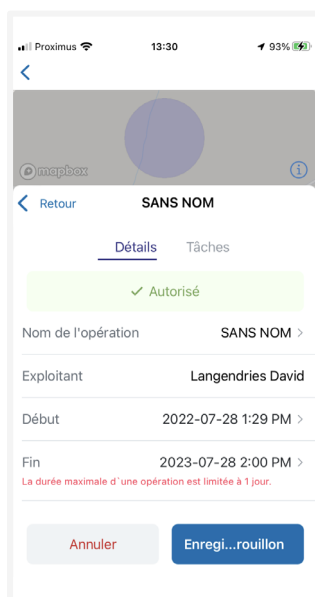 Proximus 13:30 93%
mapbox
Retour SANS NOM
Détails Tâches
Autorisé
Nom de l'opération SANS NOM
Exploitant Langendries David
Début 2022-07-28 1:29 PM
Fin 2023-07-28 2:00 PM
La durée maximale d`une opération est limitée à 1 jour.
Annuler Enregi...rouillon